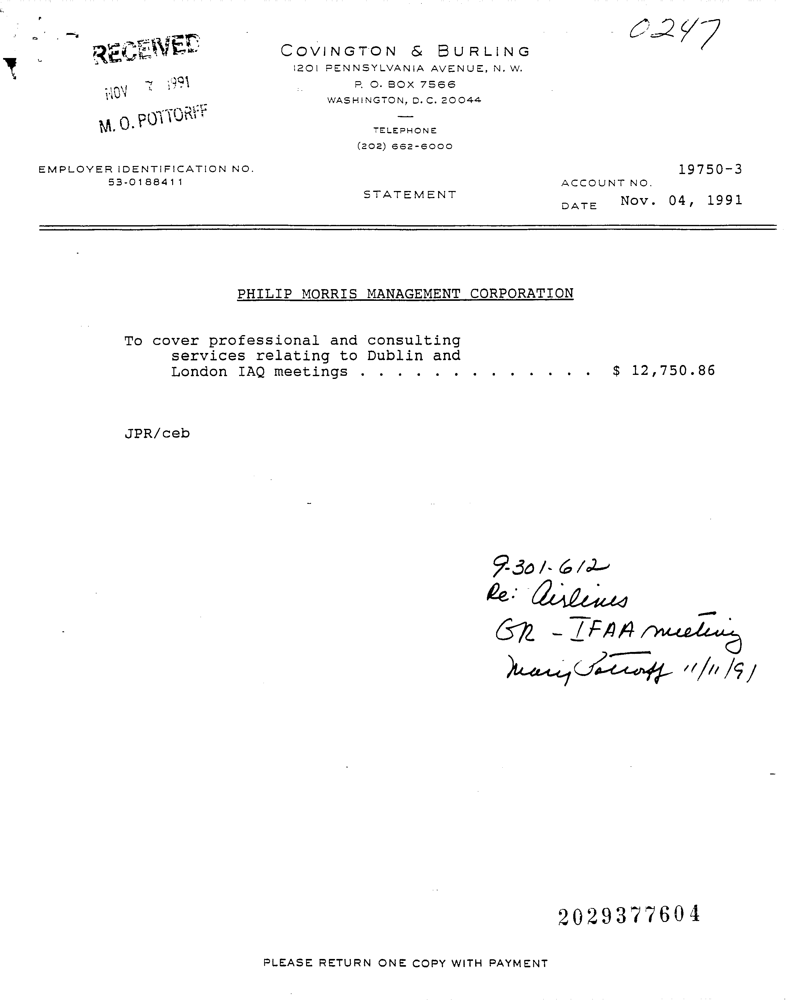 0247
RECEIVED
NOV 7 1991
M. O. POTTORFF
COVINGTON & BURLING
1201 PENNSYLVANIA AVENUE, N. W.
P. O. BOX 7566
WASHINGTON, D. C. 20044
TELEPHONE
(202) 662-6000
EMPLOYER IDENTIFICATION NO.
53-0188411
STATEMENT
19750-3
ACCOUNT NO.
DATE Nov. 04, 1991
PHILIP MORRIS MANAGEMENT CORPORATION
To cover professional and consulting
services relating to Dublin and
London IAQ meetings . . . . . . . . . . . . . $ 12,750.86
JPR/ceb
9-301-612
Re: Airlines
GR - IFAA meeting
Mary Pottorff 11/11/91
2029377604
PLEASE RETURN ONE COPY WITH PAYMENT